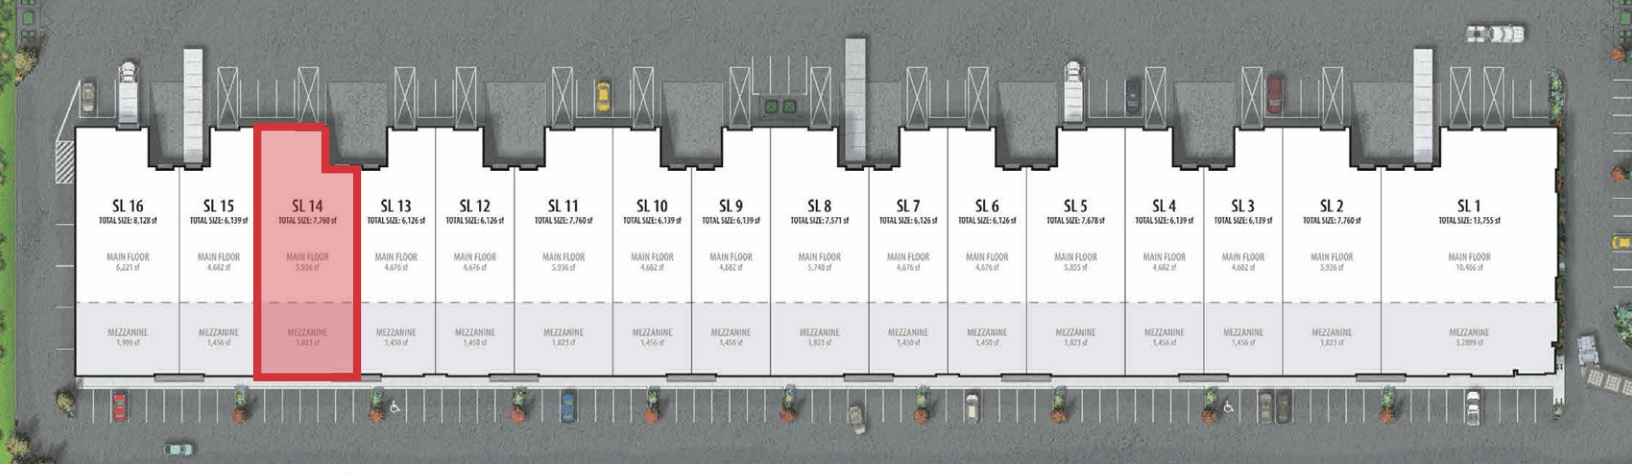 SL 16
TOTAL SIZE: 8,128 sf
MAIN FLOOR
6,221 sf
MEZZANINE
1,906 sf
SL 15
TOTAL SIZE: 6,139 sf
MAIN FLOOR
4,682 sf
MEZZANINE
1,456 sf
SL 14
TOTAL SIZE: 7,760 sf
MAIN FLOOR
5,936 sf
MEZZANINE
1,823 sf
SL 13
TOTAL SIZE: 6,126 sf
MAIN FLOOR
4,676 sf
MEZZANINE
1,450 sf
SL 12
TOTAL SIZE: 6,126 sf
MAIN FLOOR
4,676 sf
MEZZANINE
1,450 sf
SL 11
TOTAL SIZE: 7,760 sf
MAIN FLOOR
5,936 sf
MEZZANINE
1,823 sf
SL 10
TOTAL SIZE: 6,139 sf
MAIN FLOOR
4,682 sf
MEZZANINE
1,456 sf
SL 9
TOTAL SIZE: 6,139 sf
MAIN FLOOR
4,682 sf
MEZZANINE
1,456 sf
SL 8
TOTAL SIZE: 7,571 sf
MAIN FLOOR
5,748 sf
MEZZANINE
1,823 sf
SL 7
TOTAL SIZE: 6,126 sf
MAIN FLOOR
4,676 sf
MEZZANINE
1,450 sf
SL 6
TOTAL SIZE: 6,126 sf
MAIN FLOOR
4,676 sf
MEZZANINE
1,450 sf
SL 5
TOTAL SIZE: 7,678 sf
MAIN FLOOR
5,855 sf
MEZZANINE
1,823 sf
SL 4
TOTAL SIZE: 6,139 sf
MAIN FLOOR
4,682 sf
MEZZANINE
1,456 sf
SL 3
TOTAL SIZE: 6,139 sf
MAIN FLOOR
4,682 sf
MEZZANINE
1,456 sf
SL 2
TOTAL SIZE: 7,760 sf
MAIN FLOOR
5,936 sf
MEZZANINE
1,823 sf
SL 1
TOTAL SIZE: 13,755 sf
MAIN FLOOR
10,466 sf
MEZZANINE
3,2889 sf